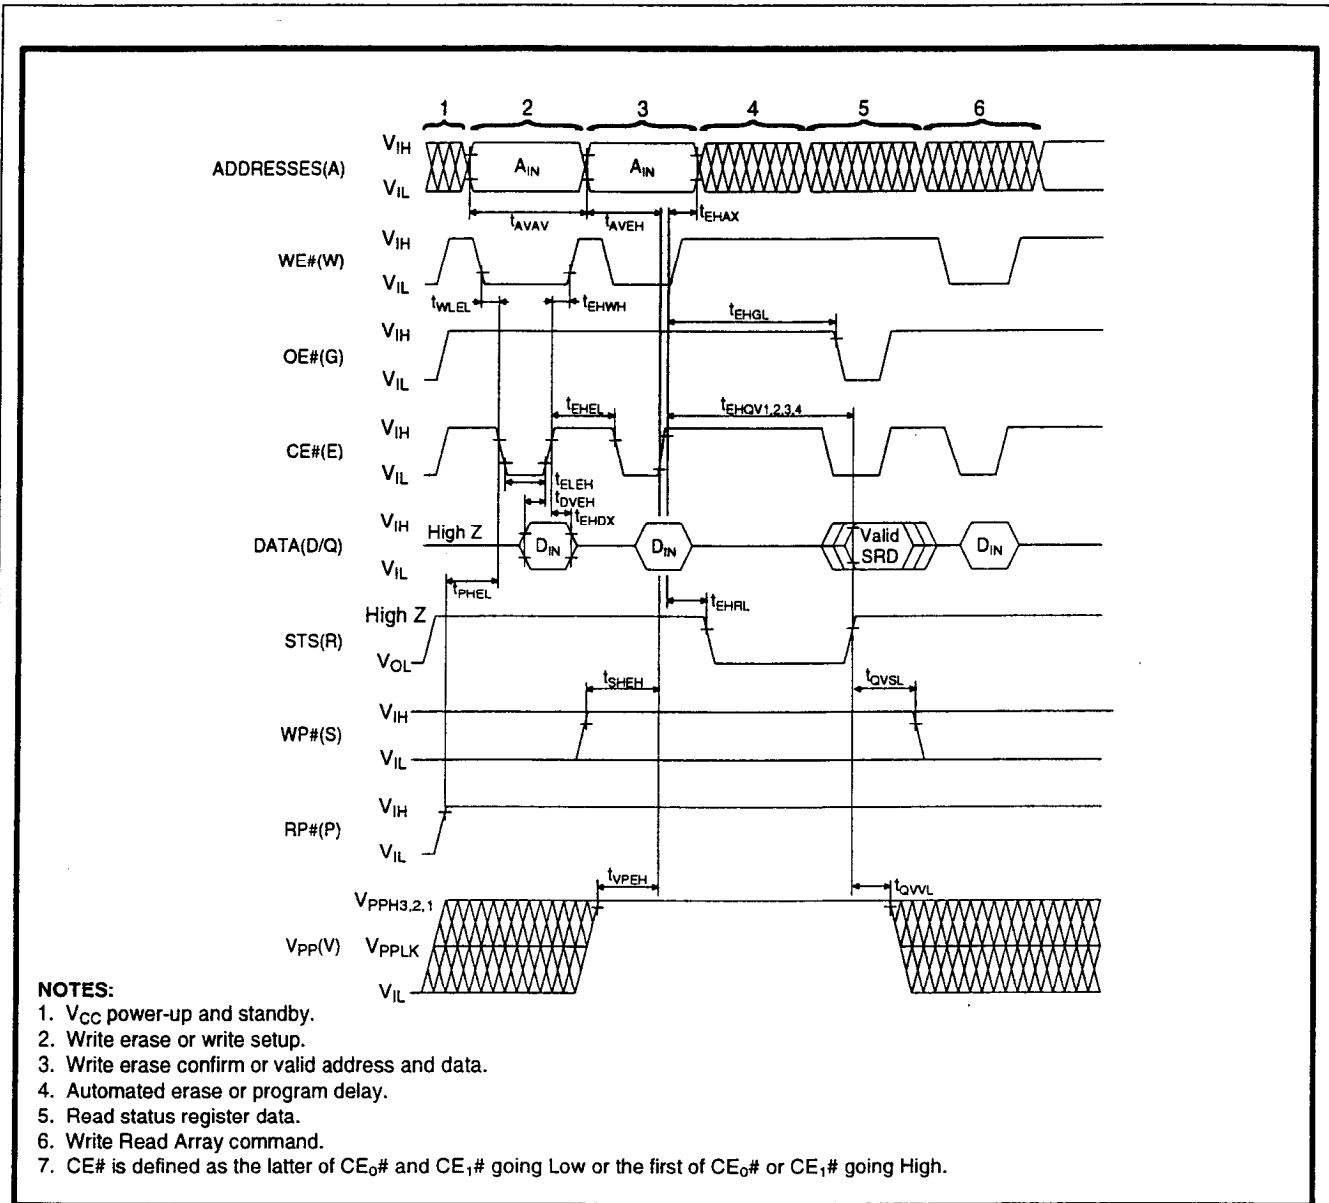 1 2 3 4 5 6
ADDRESSES(A) VIH VIL AIN AIN
tAVAV tAVEH tEHAX
WE#(W) VIH VIL
tWLEL tEHWH
OE#(G) VIH VIL
tEHGL
CE#(E) VIH VIL
tEHEL tEHQV1,2,3,4
tELEH
tDVEH
tEHDX
DATA(D/Q) VIH High Z VIL DIN DIN Valid SRD DIN
tPHEL
STS(R) High Z VOL
tEHRL
WP#(S) VIH VIL
tSHEH tQVSL
RP#(P) VIH VIL
tVPEH tQVVL
VPP(V) VPPH3,2,1 VPPLK VIL
NOTES:
1. VCC power-up and standby.
2. Write erase or write setup.
3. Write erase confirm or valid address and data.
4. Automated erase or program delay.
5. Read status register data.
6. Write Read Array command.
7. CE# is defined as the latter of CE0# and CE1# going Low or the first of CE0# or CE1# going High.